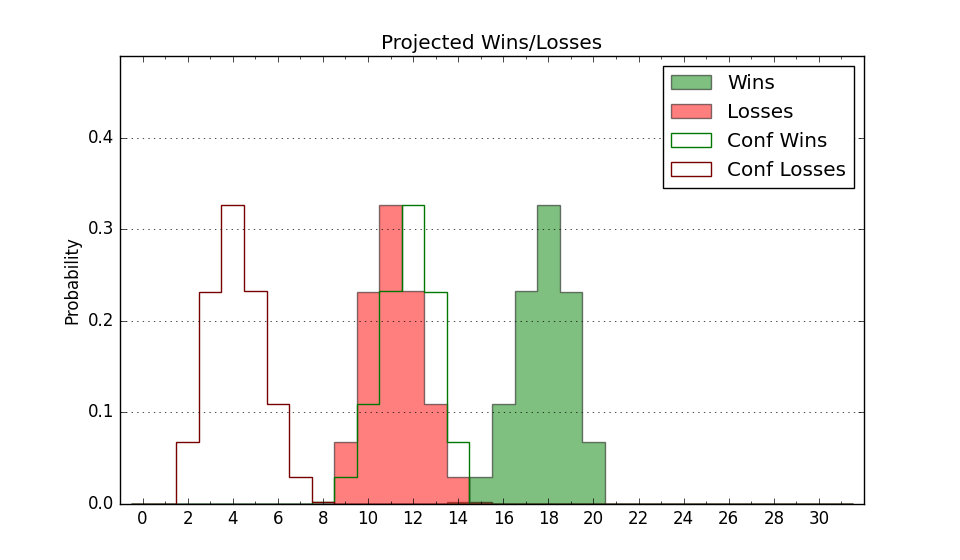 Projected Wins/Losses
Wins
Losses
Conf Wins
Conf Losses
Probability
0.4
0.3
0.2
0.1
0.0
0 2 4 6 8 10 12 14 16 18 20 22 24 26 28 30